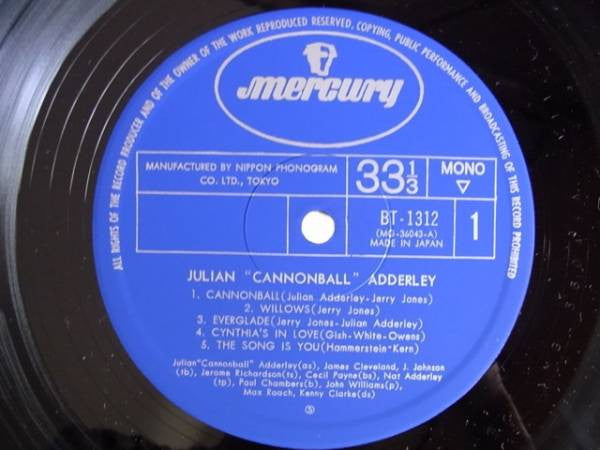 ALL RIGHTS OF THE RECORD PRODUCER AND OF THE OWNER OF THE WORK REPRODUCED RESERVED, COPYING, PUBLIC PERFORMANCE AND BROADCASTING OF THIS RECORD PROHIBITED
mercury
MANUFACTURED BY NIPPON PHONOGRAM
CO. LTD., TOKYO
33 1/3
MONO
▽
BT-1312
(MG-36043-A)
MADE IN JAPAN
1
JULIAN "CANNONBALL" ADDERLEY
1. CANNONBALL(Julian Adderley-Jerry Jones)
2. WILLOWS(Jerry Jones)
3. EVERGLADE(Jerry Jones-Julian Adderley)
4. CYNTHIA'S IN LOVE(Gish-White-Owens)
5. THE SONG IS YOU(Hammerstein-Kern)
Julian"Cannonball" Adderley(as), James Cleveland, J. Johnson
(tb), Jerome Richardson(ts), Cecil Payne(bs), Nat Adderley
(tp), Paul Chambers(b), John Williams(p),
Max Roach, Kenny Clarke(ds)